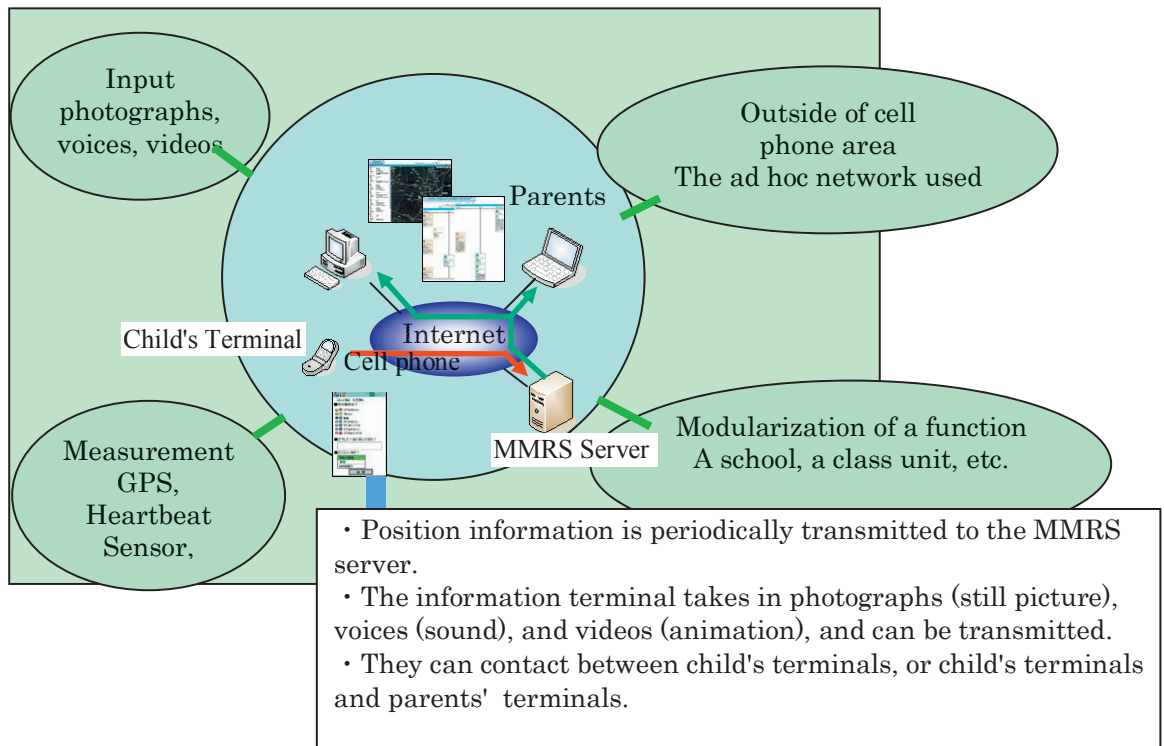 Input
photographs,
voices, videos
Outside of cell
phone area
The ad hoc network used
Parents
Internet
Child's Terminal
Cell phone
MMRS Server
Measurement
GPS,
Heartbeat
Sensor,
Modularization of a function
A school, a class unit, etc.
・Position information is periodically transmitted to the MMRS
server.
・The information terminal takes in photographs (still picture),
voices (sound), and videos (animation), and can be transmitted.
・They can contact between child's terminals, or child's terminals
and parents' terminals.